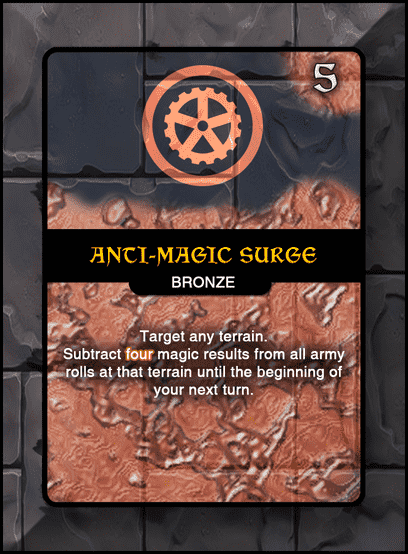 5
ANTI-MAGIC SURGE
BRONZE
Target any terrain.
Subtract four magic results from all army
rolls at that terrain until the beginning of
your next turn.